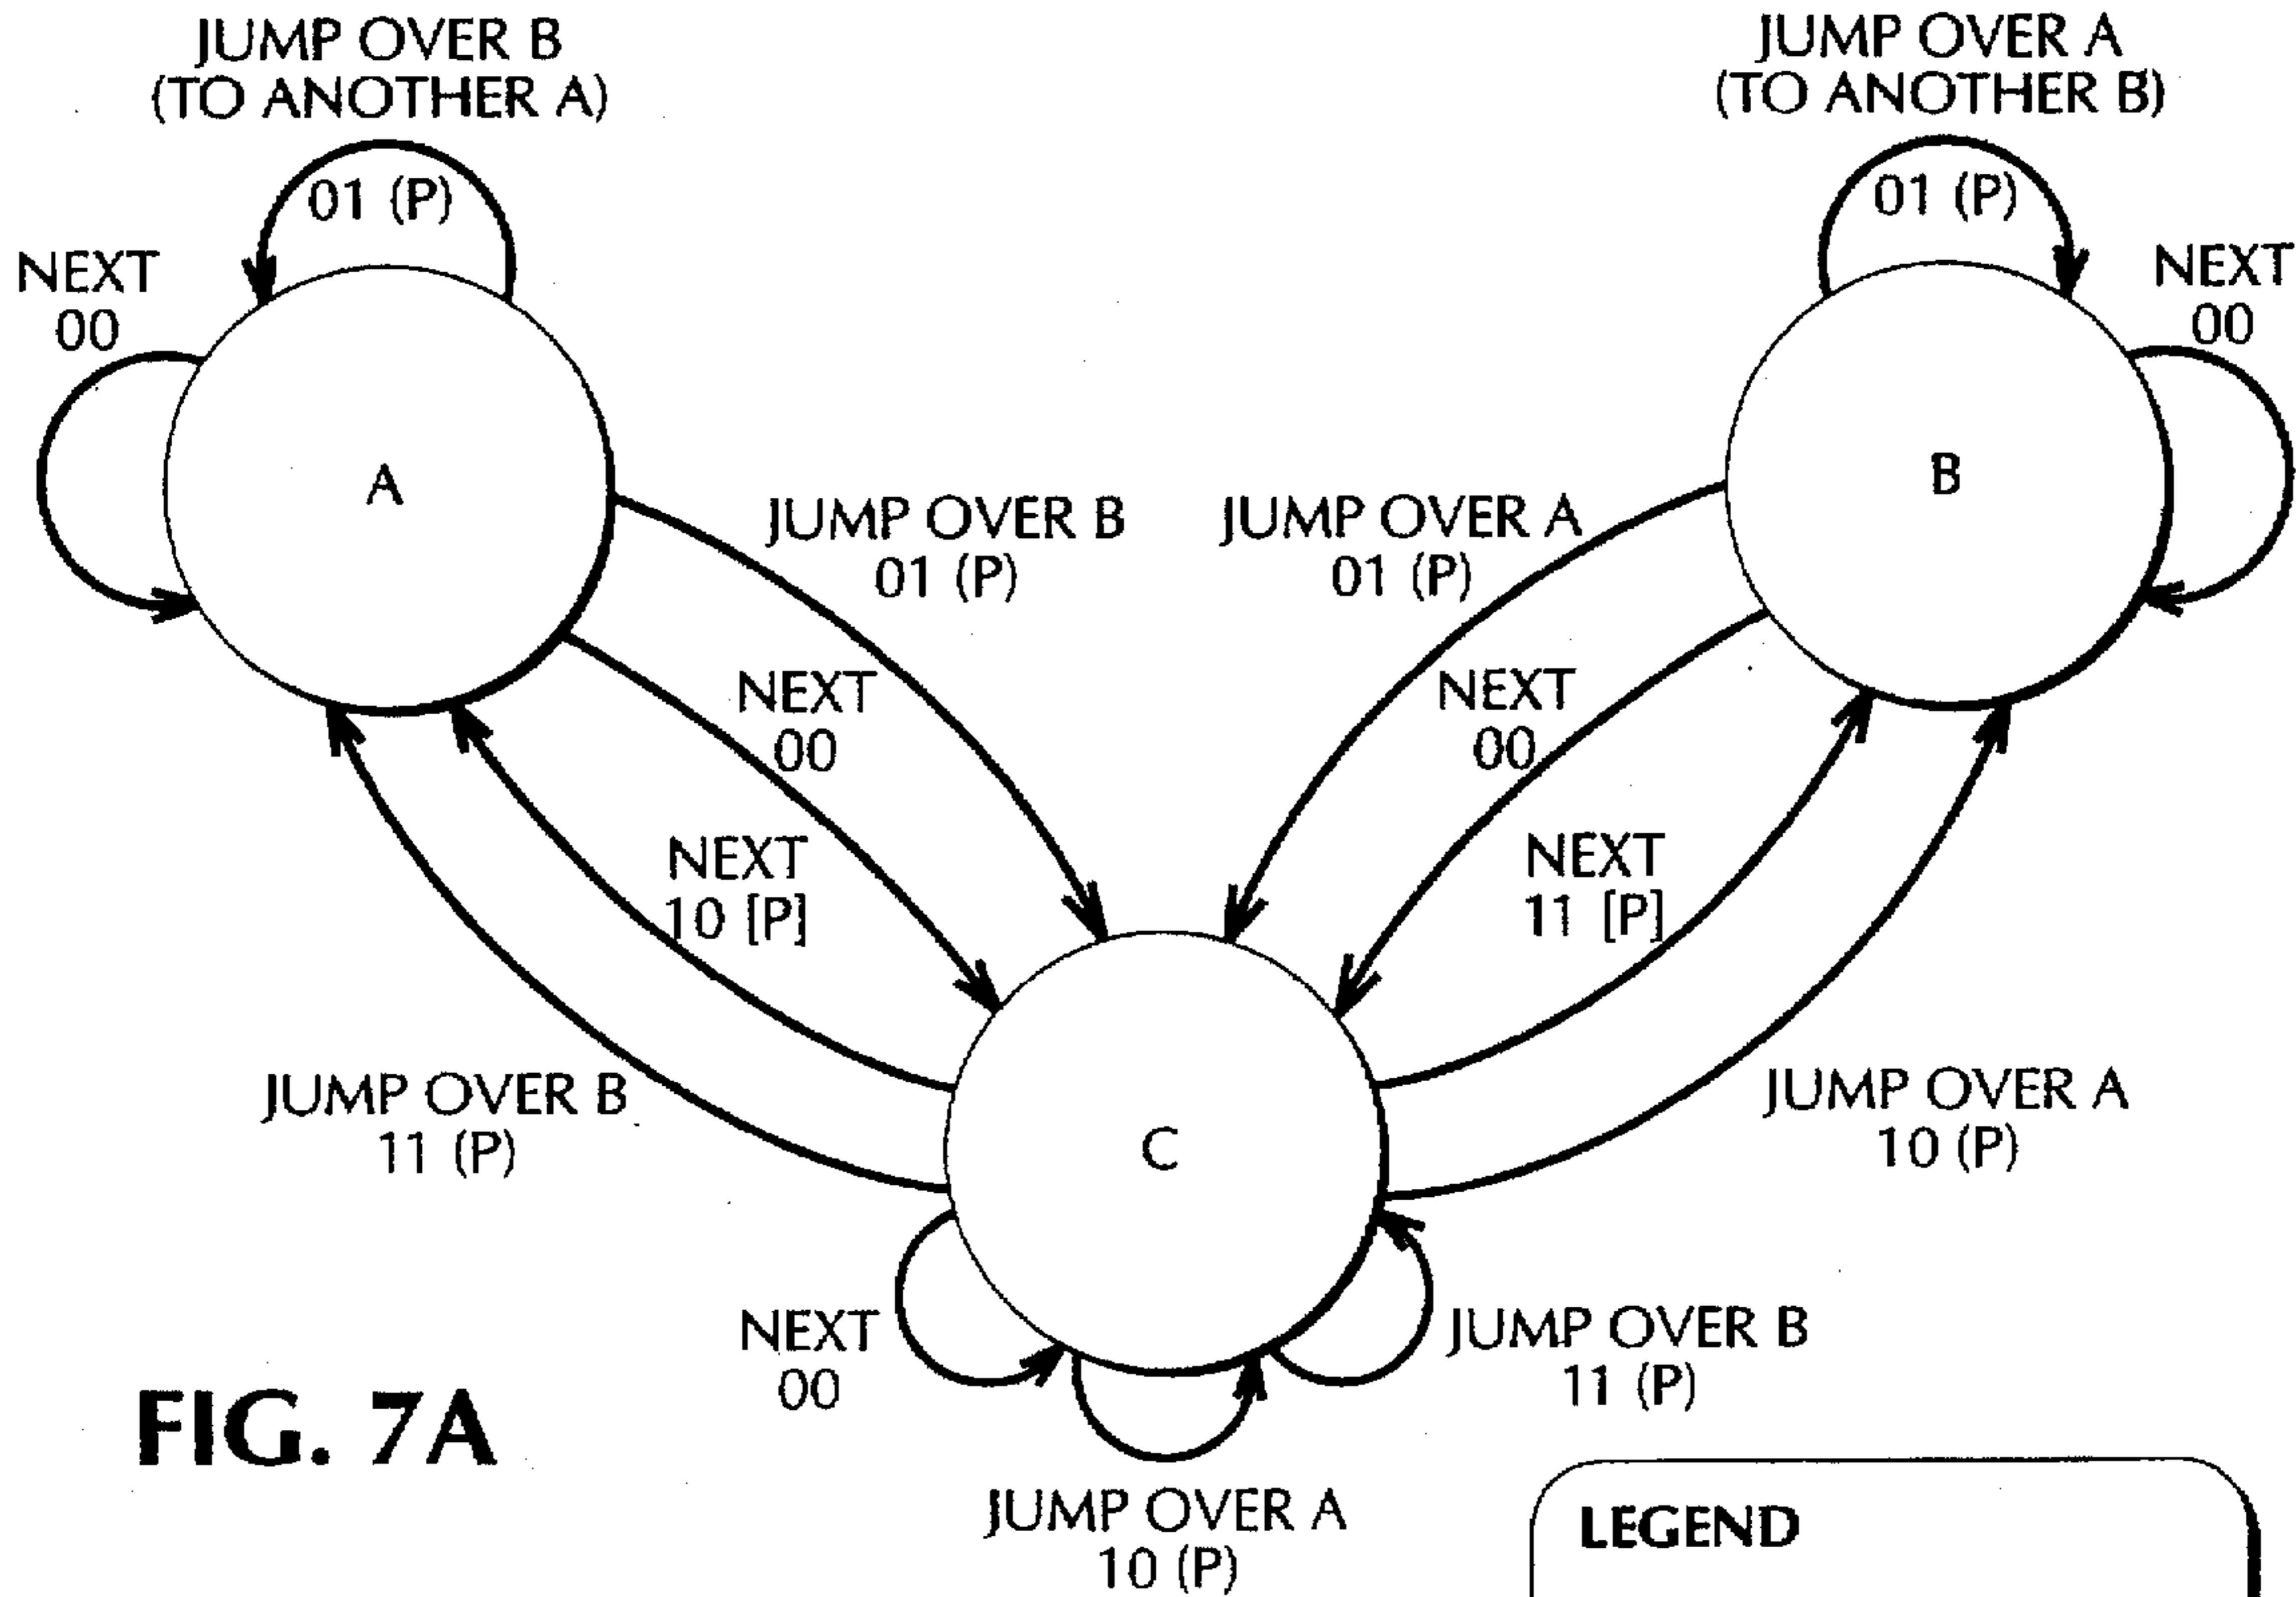 JUMP OVER B
(TO ANOTHER A)
01 (P)
NEXT
00
A
JUMP OVER A
(TO ANOTHER B)
01 (P)
NEXT
00
B
JUMP OVER B
01 (P)
JUMP OVER A
01 (P)
NEXT
00
NEXT
00
NEXT
10 [P]
NEXT
11 [P]
JUMP OVER B
11 (P)
C
JUMP OVER A
10 (P)
NEXT
00
JUMP OVER B
11 (P)
JUMP OVER A
10 (P)
FIG. 7A
LEGEND